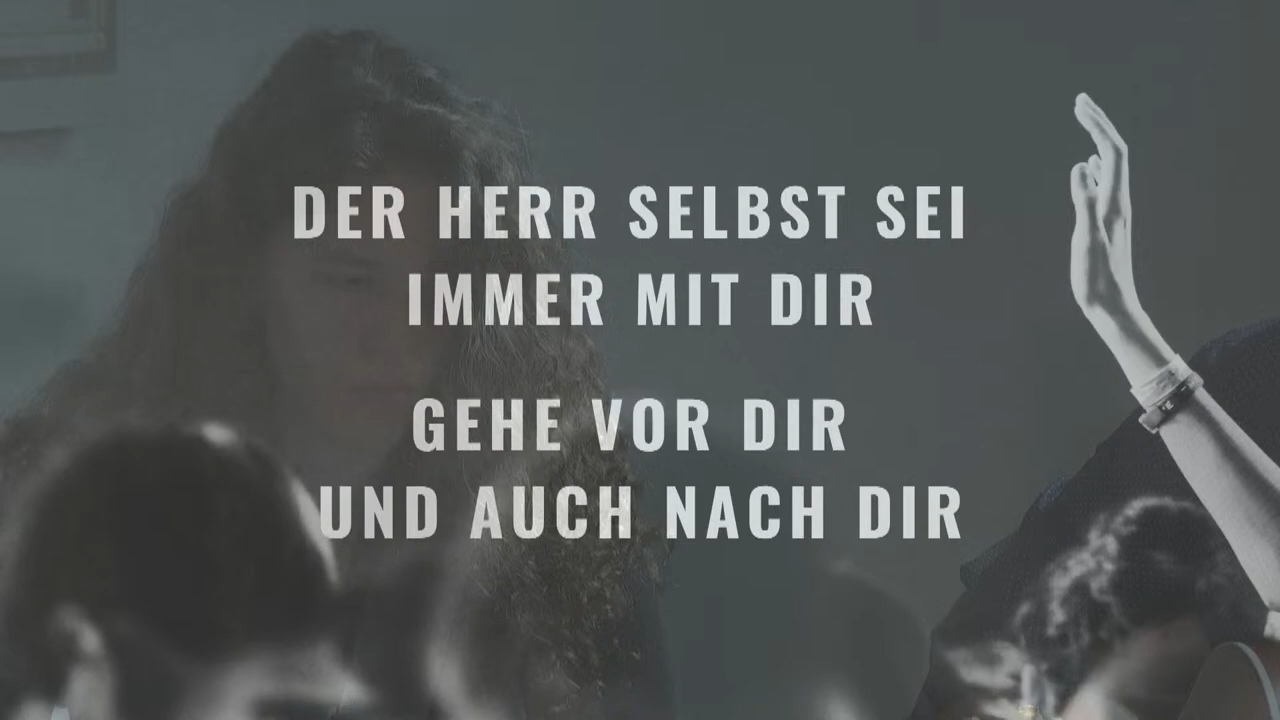 DER HERR SELBST SEI
IMMER MIT DIR
GEHE VOR DIR
UND AUCH NACH DIR